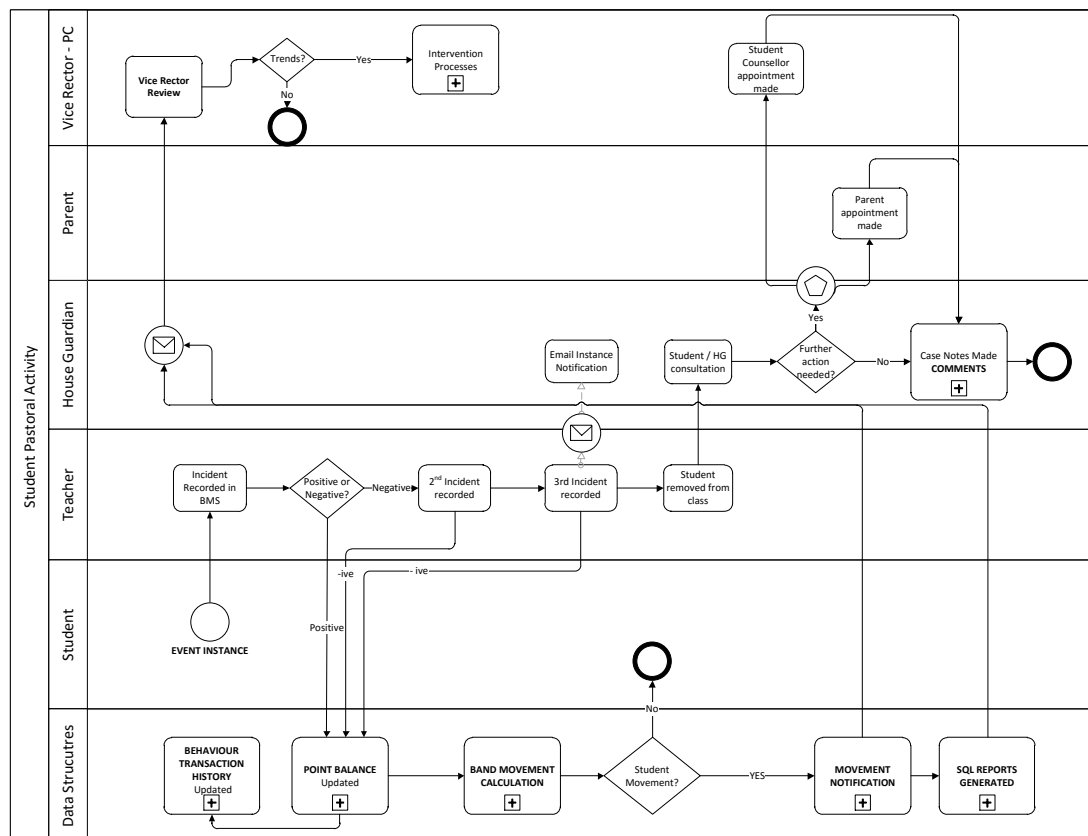 Student Pastoral Activity
Vice Rector - PC
Vice Rector
Review
Trends?
Yes
No
Intervention
Processes
Student
Counsellor
appointment
made
Parent
Parent
appointment
made
House Guardian
Email Instance
Notification
Student / HG
consultation
Further
action
needed?
Yes
No
Case Notes Made
COMMENTS
Teacher
Incident
Recorded in
BMS
Positive or
Negative?
Negative
2nd Incident
recorded
3rd Incident
recorded
Student
removed from
class
-ive
- ive
Positive
Student
EVENT INSTANCE
No
Data Strucutres
BEHAVIOUR
TRANSACTION
HISTORY
Updated
POINT BALANCE
Updated
BAND MOVEMENT
CALCULATION
Student
Movement?
YES
MOVEMENT
NOTIFICATION
SQL REPORTS
GENERATED